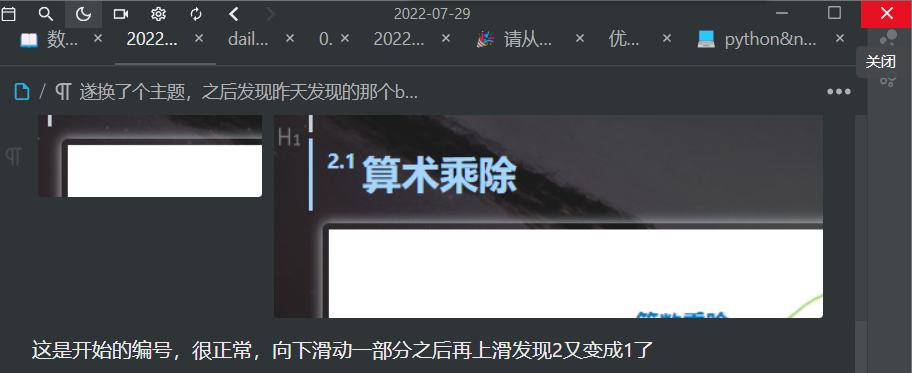 2022-07-29
数... 2022... dail... 0. 2022... 请从... 优... python&n...
关闭
/ ¶ 遂换了个主题，之后发现昨天发现的那个b...
H1
2.1 算术乘除
这是开始的编号，很正常，向下滑动一部分之后再上滑发现2又变成1了